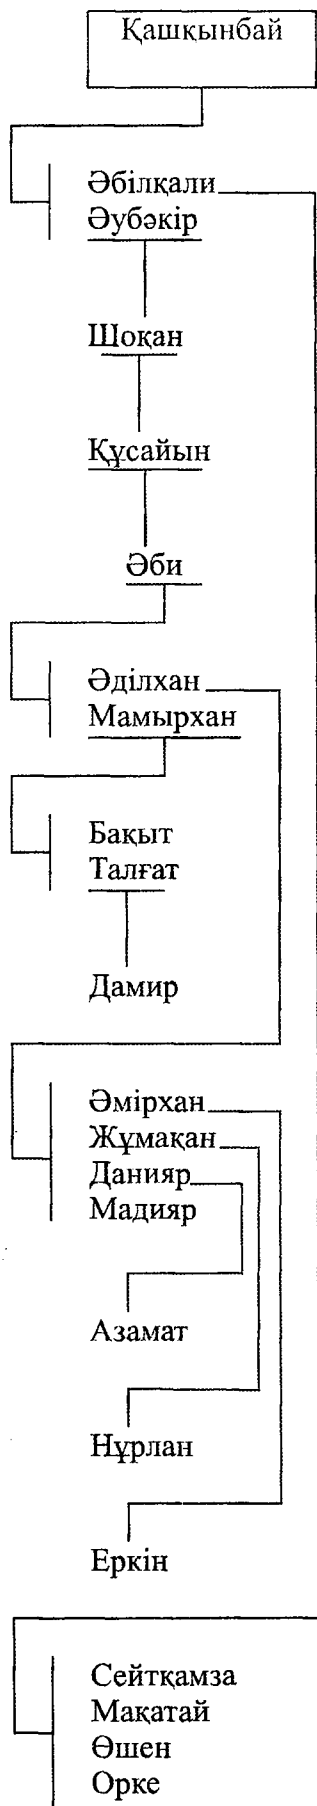 Қашқынбай
Әбілқали
Әубәкір
Шоқан
Құсайын
Әби
Әділхан
Мамырхан
Бақыт
Талғат
Дамир
Әмірхан
Жұмақан
Данияр
Мадияр
Азамат
Нұрлан
Еркін
Сейтқамза
Мақатай
Өшен
Орке